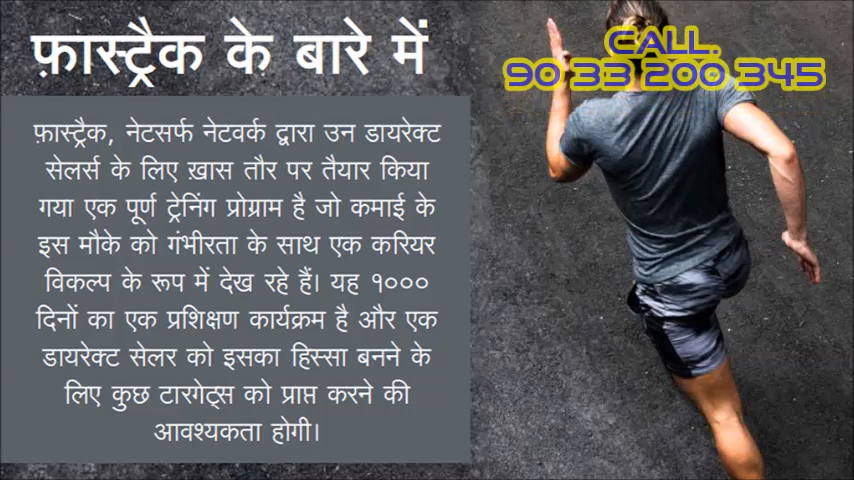 फ़ास्ट्रैक के बारे में
CALL.
90 33 200 345
फ़ास्ट्रैक, नेटसर्फ नेटवर्क द्वारा उन डायरेक्ट
सेलर्स के लिए ख़ास तौर पर तैयार किया
गया एक पूर्ण ट्रेनिंग प्रोग्राम है जो कमाई के
इस मौके को गंभीरता के साथ एक करियर
विकल्प के रूप में देख रहे हैं। यह १०००
दिनों का एक प्रशिक्षण कार्यक्रम है और एक
डायरेक्ट सेलर को इसका हिस्सा बनने के
लिए कुछ टारगेट्स को प्राप्त करने की
आवश्यकता होगी।